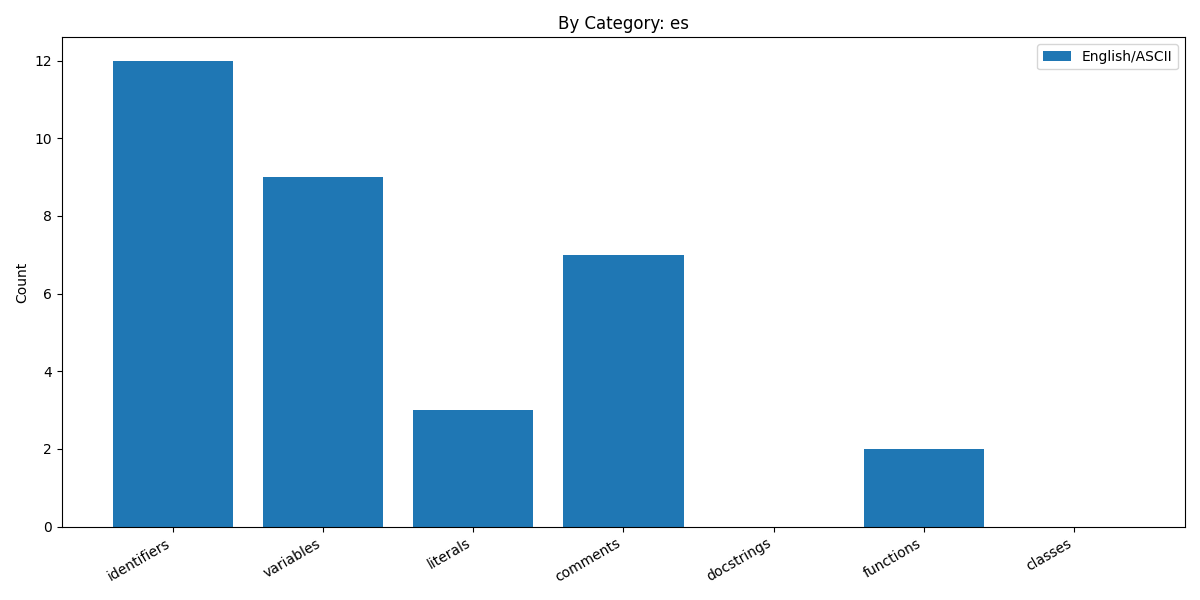 By Category: es
English/ASCII
Count
12
10
8
6
4
2
0
identifiers
variables
literals
comments
docstrings
functions
classes